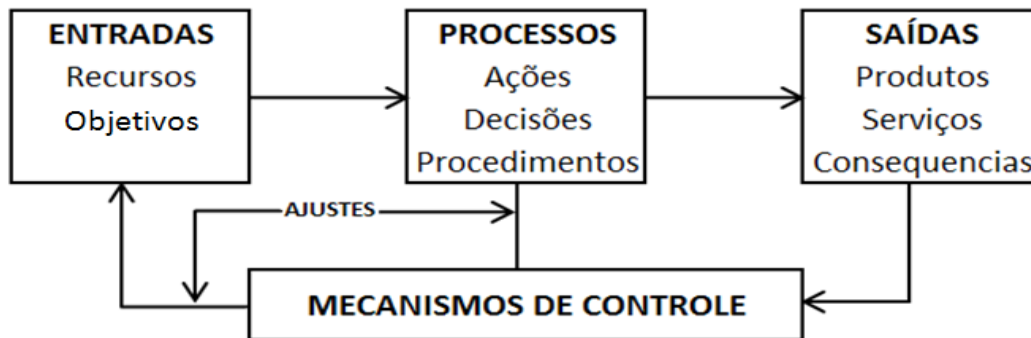 ENTRADAS
Recursos
Objetivos
PROCESSOS
Ações
Decisões
Procedimentos
SAÍDAS
Produtos
Serviços
Consequencias
AJUSTES
MECANISMOS DE CONTROLE